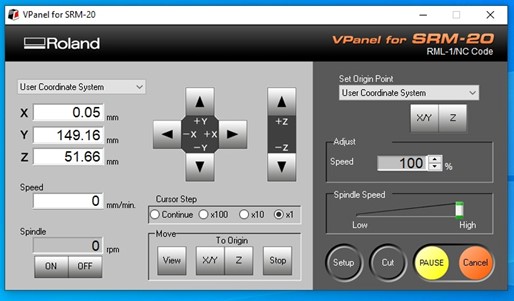 VPanel for SRM-20
Roland
VPanel for SRM-20
RML-1/NC Code
User Coordinate System
X 0.05 mm
Y 149.16 mm
Z 51.66 mm
Speed
0 mm/min.
Spindle
0 rpm
ON OFF
+Y
-X +X
-Y
+Z
-Z
Cursor Step
Continue x100 x10 x1
Move
To Origin
View X/Y Z Stop
Set Origin Point
User Coordinate System
X/Y Z
Adjust
Speed 100 %
Spindle Speed
Low High
Setup Cut PAUSE Cancel